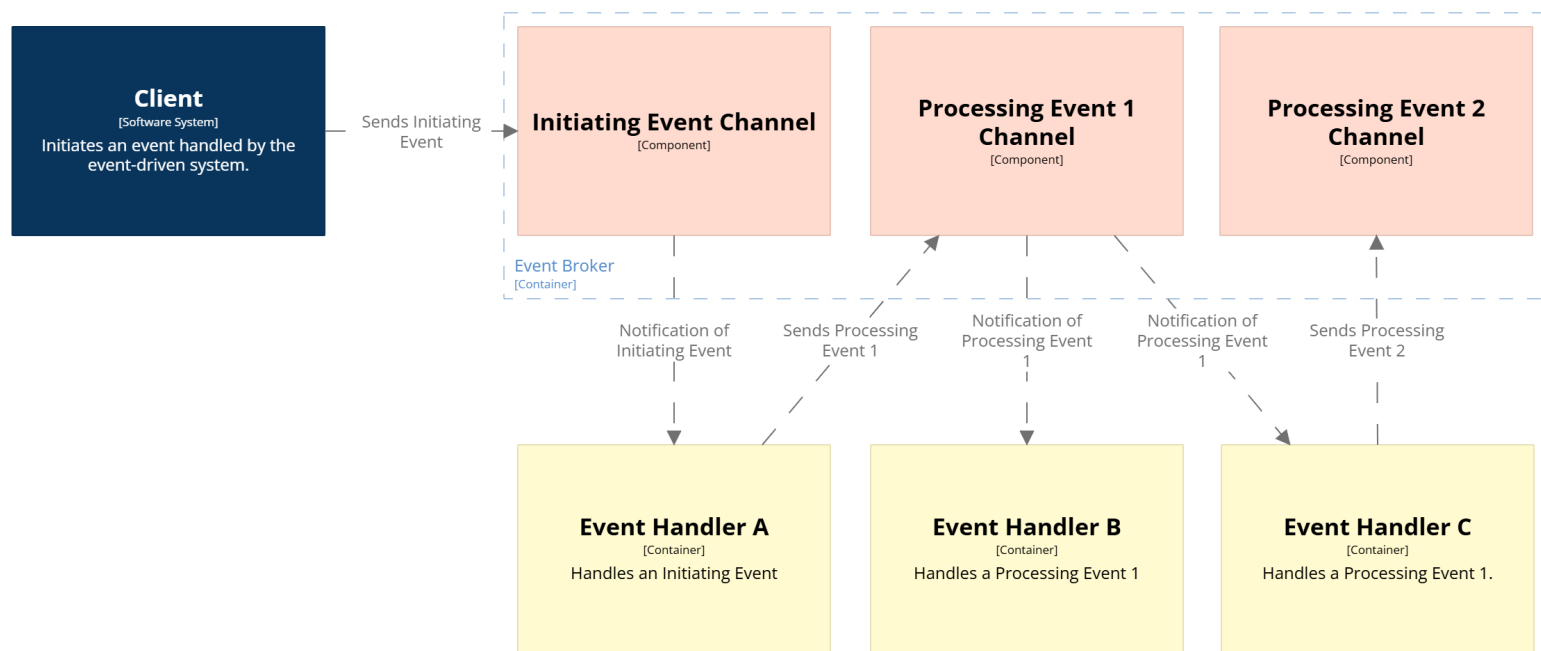 Client
[Software System]
Initiates an event handled by the
event-driven system.
Sends Initiating
Event
Initiating Event Channel
[Component]
Processing Event 1
Channel
[Component]
Processing Event 2
Channel
[Component]
Event Broker
[Container]
Notification of
Initiating Event
Sends Processing
Event 1
Notification of
Processing Event
1
Notification of
Processing Event
1
Sends Processing
Event 2
Event Handler A
[Container]
Handles an Initiating Event
Event Handler B
[Container]
Handles a Processing Event 1
Event Handler C
[Container]
Handles a Processing Event 1.